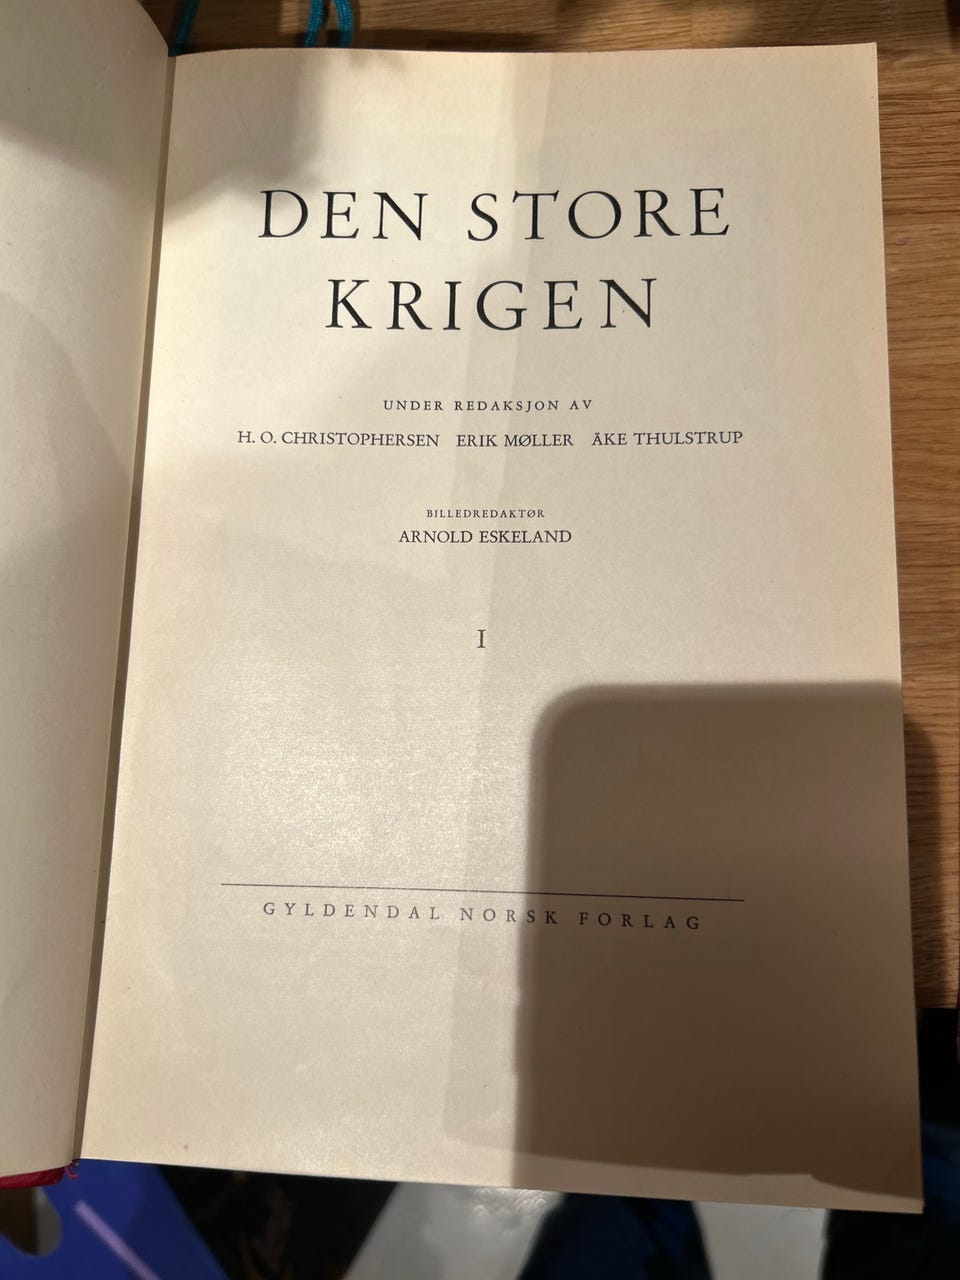 DEN STORE
KRIGEN
UNDER REDAKSJON AV
H. O. CHRISTOPHERSEN ERIK MØLLER ÅKE THULSTRUP
BILLEDREDAKTØR
ARNOLD ESKELAND
I
GYLDENDAL NORSK FORLAG